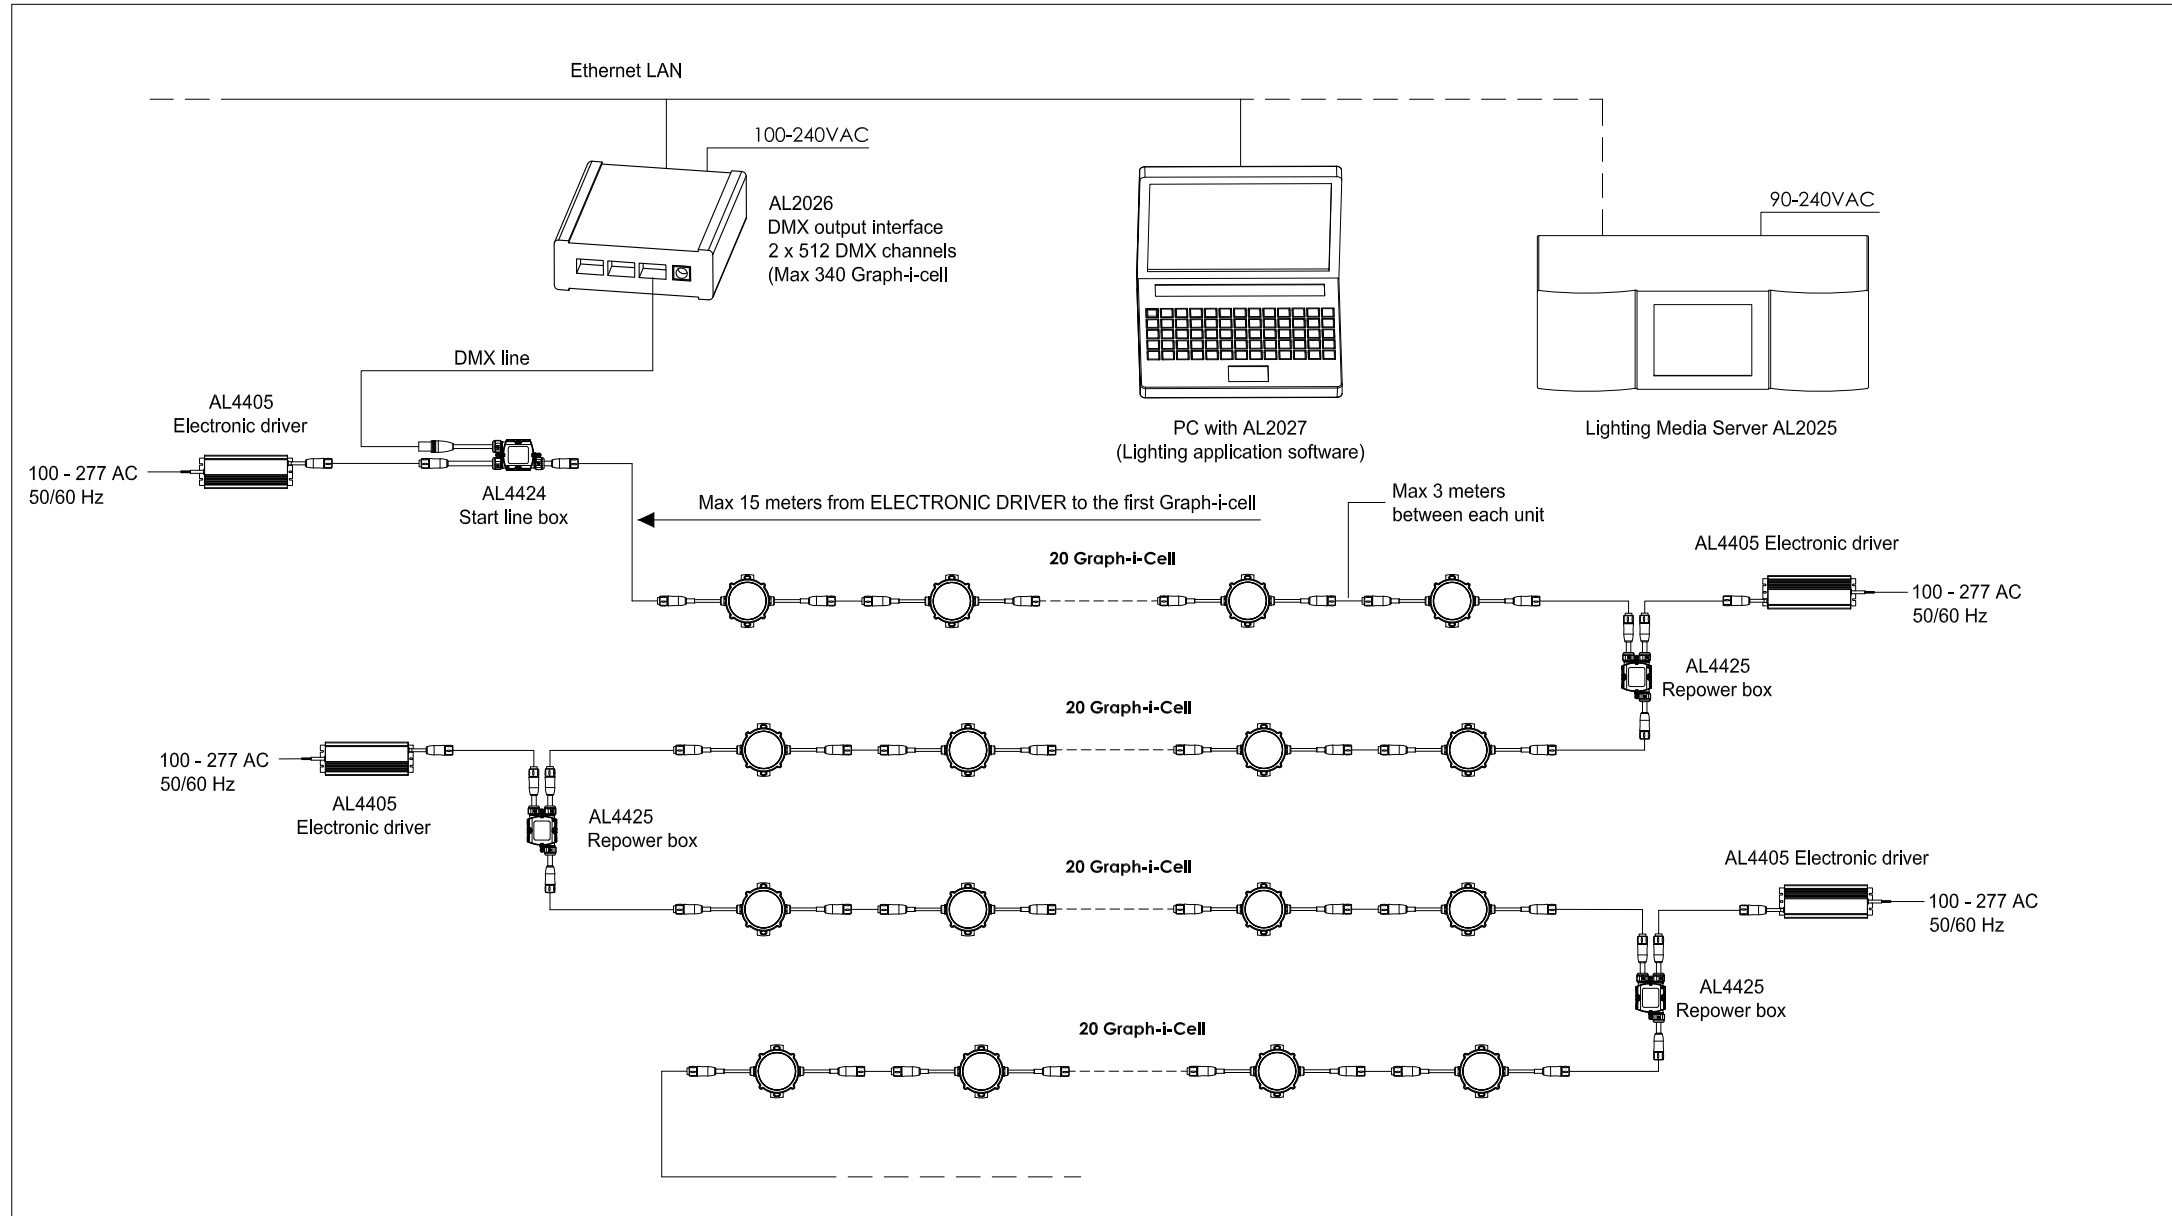 Ethernet LAN
100-240VAC
AL2026
DMX output interface
2 x 512 DMX channels
(Max 340 Graph-i-cell
90-240VAC
DMX line
AL4405
Electronic driver
100 - 277 AC
50/60 Hz
AL4424
Start line box
PC with AL2027
(Lighting application software)
Lighting Media Server AL2025
Max 15 meters from ELECTRONIC DRIVER to the first Graph-i-cell
Max 3 meters
between each unit
20 Graph-i-Cell
AL4405 Electronic driver
100 - 277 AC
50/60 Hz
AL4425
Repower box
20 Graph-i-Cell
100 - 277 AC
50/60 Hz
AL4405
Electronic driver
AL4425
Repower box
20 Graph-i-Cell
AL4405 Electronic driver
100 - 277 AC
50/60 Hz
AL4425
Repower box
20 Graph-i-Cell